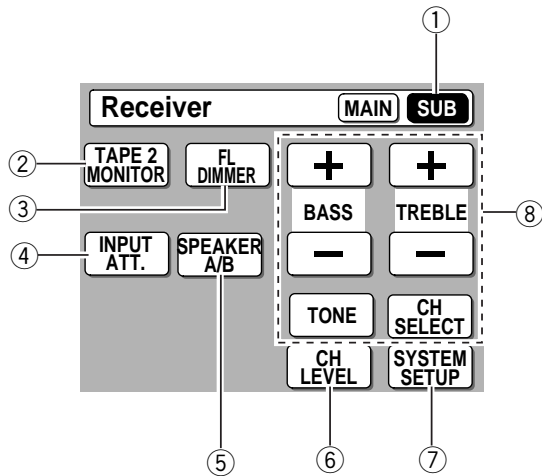 ①
Receiver MAIN SUB
② TAPE 2 MONITOR
FL DIMMER
③
+ +
BASS TREBLE
⑧
− −
④ INPUT ATT.
SPEAKER A/B
TONE
CH SELECT
CH LEVEL
SYSTEM SETUP
⑤ ⑥ ⑦